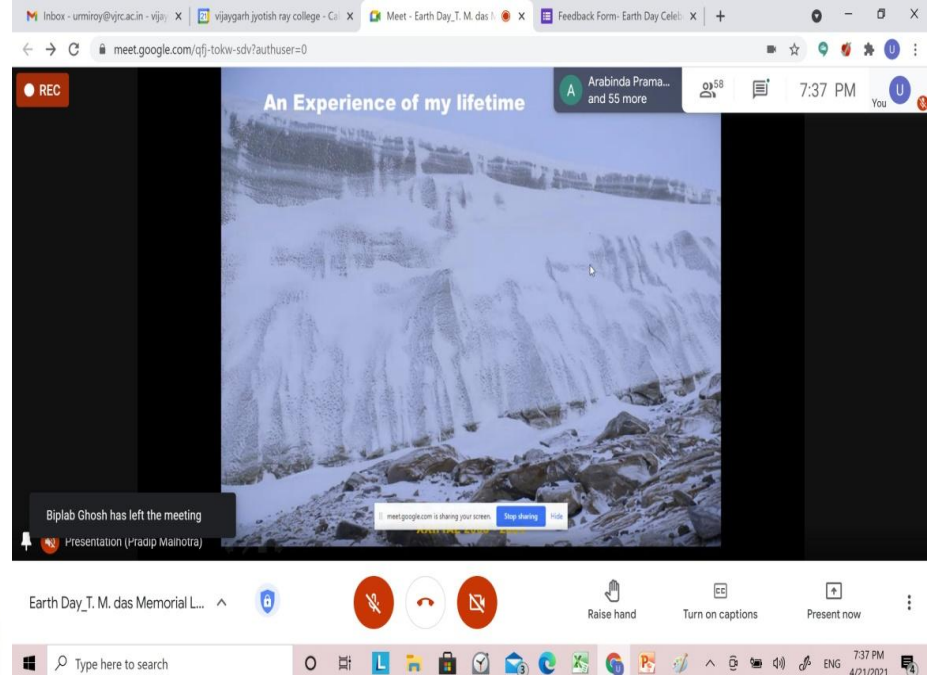 Inbox - urmiroy@vjrc.ac.in - vijay
vijaygarh jyotish ray college - Cal
Meet - Earth Day_T. M. das M
Feedback Form- Earth Day Celeb
meet.google.com/qfj-tokw-sdv?authuser=0
REC
An Experience of my lifetime
A
Arabinda Prama...
and 55 more
58
7:37 PM
You
U
Biplab Ghosh has left the meeting
meet.google.com is sharing your screen.
Stop sharing
Hide
Presentation (Pradip Malhotra)
Earth Day_T. M. das Memorial L...
Raise hand
Turn on captions
Present now
Type here to search
ENG
7:37 PM
4/21/2021